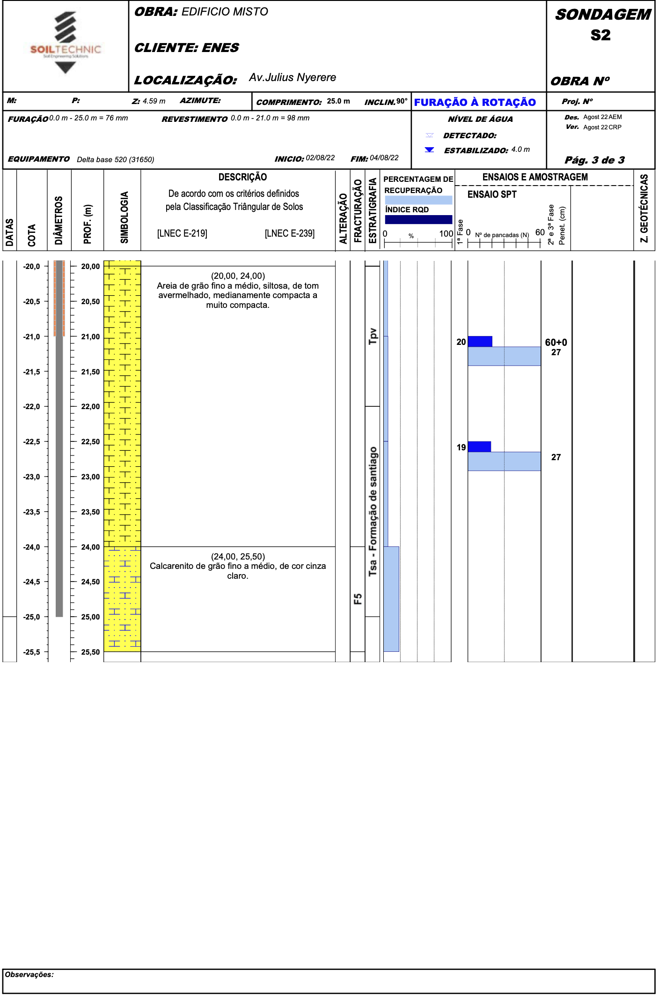 SOILTECHNIC
Soil Engineering Solutions
OBRA: EDIFICIO MISTO
CLIENTE: ENES
LOCALIZAÇÃO: Av.Julius Nyerere
SONDAGEM
S2
OBRA Nº
M: P: Z: 4.59 m AZIMUTE: COMPRIMENTO: 25.0 m INCLIN. 90° FURAÇÃO À ROTAÇÃO Proj. Nº
FURAÇÃO 0.0 m - 25.0 m = 76 mm REVESTIMENTO 0.0 m - 21.0 m = 98 mm
EQUIPAMENTO Delta base 520 (31650) INICIO: 02/08/22 FIM: 04/08/22
NÍVEL DE ÁGUA
DETECTADO:
ESTABILIZADO: 4.0 m
Des. Agost 22 AEM
Ver. Agost 22 CRP
Pág. 3 de 3
DATAS
COTA
DIÂMETROS
PROF. (m)
SIMBOLOGIA
DESCRIÇÃO
De acordo com os critérios definidos
pela Classificação Triângular de Solos
[LNEC E-219] [LNEC E-239]
ALTERAÇÃO
FRACTURAÇÃO
ESTRATIGRAFIA
PERCENTAGEM DE
RECUPERAÇÃO
ÍNDICE RQD
0 % 100
ENSAIOS E AMOSTRAGEM
ENSAIO SPT
1ª Fase
0 Nº de pancadas (N) 60
2ª e 3ª Fase
Penet. (cm)
Z. GEOTÉCNICAS
-20,0 20,00
-20,5 20,50
-21,0 21,00
-21,5 21,50
-22,0 22,00
-22,5 22,50
-23,0 23,00
-23,5 23,50
-24,0 24,00
-24,5 24,50
-25,0 25,00
-25,5 25,50
(20,00, 24,00)
Areia de grão fino a médio, siltosa, de tom
avermelhado, medianamente compacta a
muito compacta.
(24,00, 25,50)
Calcarenito de grão fino a médio, de cor cinza
claro.
F5
Tpv
Tsa - Formação de santiago
20 60+0
27
19 27
Observações: